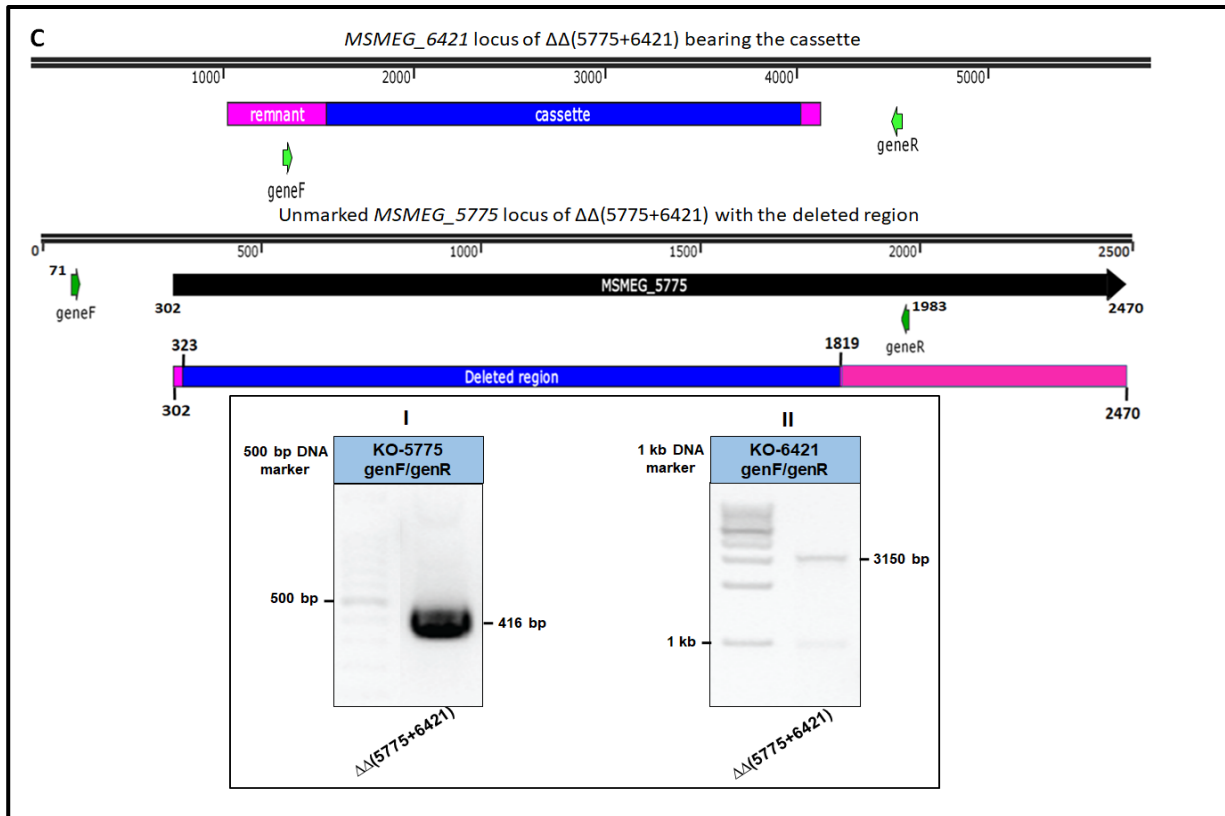 C
MSMEG_6421 locus of ΔΔ(5775+6421) bearing the cassette
1000 2000 3000 4000 5000
remnant cassette
geneR
geneF
Unmarked MSMEG_5775 locus of ΔΔ(5775+6421) with the deleted region
0 500 1000 1500 2000 2500
71
MSMEG_5775
geneF
302 1983 2470
geneR
323 1819
Deleted region
302 2470
I II
500 bp DNA
marker
KO-5775
genF/genR
1 kb DNA
marker
KO-6421
genF/genR
500 bp
416 bp
3150 bp
1 kb
ΔΔ(5775+6421)
ΔΔ(5775+6421)